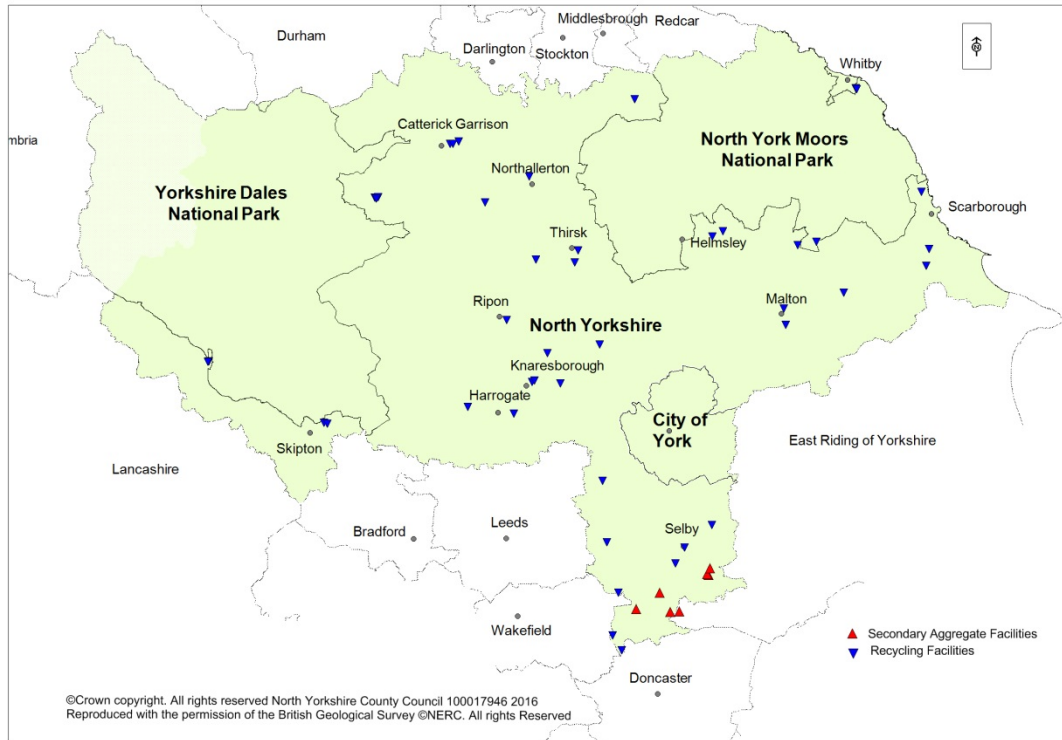 Middlesbrough
Redcar
Durham
Darlington
Stockton
N
Whitby
Catterick Garrison
mbria
North York Moors
National Park
Northallerton
Yorkshire Dales
National Park
Scarborough
Thirsk
Helmsley
Ripon
Malton
North Yorkshire
Knaresborough
Harrogate
City of
York
Skipton
East Riding of Yorkshire
Lancashire
Bradford
Leeds
Selby
Wakefield
Secondary Aggregate Facilities
Recycling Facilities
Doncaster
©Crown copyright. All rights reserved North Yorkshire County Council 100017946 2016
Reproduced with the permission of the British Geological Survey ©NERC. All rights Reserved